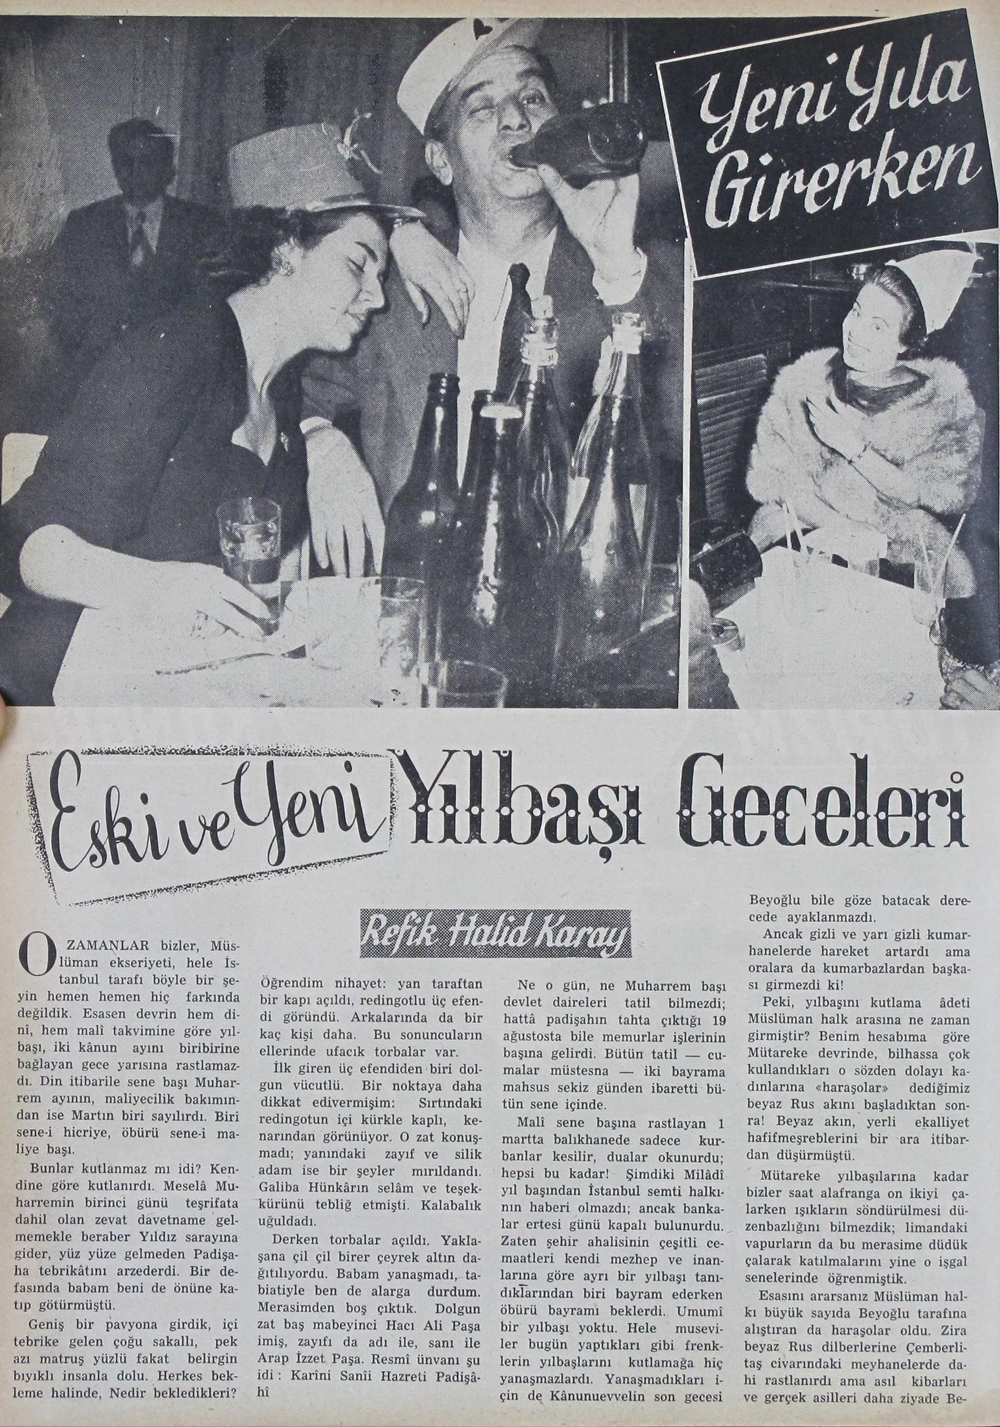 Yeni Yıla
Girerken
Eski ve Yeni Yılbaşı Geceleri
Refik Halid Karay
O ZAMANLAR bizler, Müs-
lüman ekseriyeti, hele İs-
tanbul tarafı böyle bir şe-
yin hemen hemen hiç farkında
değildik. Esasen devrin hem di-
nî, hem malî takvimine göre yıl-
başı, iki kânun ayını biribirine
bağlayan gece yarısına rastlamaz-
dı. Din itibarile sene başı Muhar-
rem ayının, maliyecilik bakımın-
dan ise Martın biri sayılırdı. Biri
sene-i hicriye, öbürü sene-i ma-
liye başı.
Bunlar kutlanmaz mı idi? Ken-
dine göre kutlanırdı. Meselâ Mu-
harremin birinci günü teşrifata
dahil olan zevat davetname gel-
memekle beraber Yıldız sarayına
gider, yüz yüze gelmeden Padişa-
ha tebrikâtını arzederdi. Bir de-
fasında babam beni de önüne ka-
tıp götürmüştü.
Geniş bir pavyona girdik, içi
tebrike gelen çoğu sakallı, pek
azı matruş yüzlü fakat belirgin
bıyıklı insanla dolu. Herkes bek-
leme halinde, Nedir bekledikleri?
Öğrendim nihayet: yan taraftan
bir kapı açıldı, redingotlu üç efen-
di göründü. Arkalarında da bir
kaç kişi daha. Bu sonuncuların
ellerinde ufacık torbalar var.
İlk giren üç efendiden biri dol-
gun vücutlü. Bir noktaya daha
dikkat edivermişim: Sırtındaki
redingotun içi kürkle kaplı, ke-
narından görünüyor. O zat konuş-
madı; yanındaki zayıf ve silik
adam ise bir şeyler mırıldandı.
Galiba Hünkârın selâm ve teşek-
kürünü tebliğ etmişti. Kalabalık
uğuldadı.
Derken torbalar açıldı. Yakla-
şana çil çil birer çeyrek altın da-
ğıtılıyordu. Babam yanaşmadı, ta-
biatiyle ben de alarga durdum.
Merasimden boş çıktık. Dolgun
zat baş mabeyinci Hacı Ali Paşa
imiş, zayıfı da adı ile, sanı ile
Arap İzzet Paşa. Resmî ünvanı şu
idi : Karîni Sanîi Hazreti Padişâ-
hî
Ne o gün, ne Muharrem başı
devlet daireleri tatil bilmezdi;
hattâ padişahın tahta çıktığı 19
ağustosta bile memurlar işlerinin
başına gelirdi. Bütün tatil — cu-
malar müstesna — iki bayrama
mahsus sekiz günden ibaretti bü-
tün sene içinde.
Mali sene başına rastlayan 1
martta balıkhanede sadece kur-
banlar kesilir, dualar okunurdu;
hepsi bu kadar! Şimdiki Milâdî
yıl başından İstanbul semti halkı-
nın haberi olmazdı; ancak banka-
lar ertesi günü kapalı bulunurdu.
Zaten şehir ahalisinin çeşitli ce-
maatleri kendi mezhep ve inan-
larına göre ayrı bir yılbaşı tanı-
dıklarından biri bayram ederken
öbürü bayramı beklerdi. Umumî
bir yılbaşı yoktu. Hele musevi-
ler bugün yaptıkları gibi frenk-
lerin yılbaşlarını kutlamağa hiç
yanaşmazlardı. Yanaşmadıkları i-
çin de Kânunuevvelin son gecesi
Beyoğlu bile göze batacak dere-
cede ayaklanmazdı.
Ancak gizli ve yarı gizli kumar-
hanelerde hareket artardı ama
oralara da kumarbazlardan başka-
sı girmezdi ki!
Peki, yılbaşını kutlama âdeti
Müslüman halk arasına ne zaman
girmiştir? Benim hesabıma göre
Mütareke devrinde, bilhassa çok
kullandıkları o sözden dolayı ka-
dınlarına «haraşolar» dediğimiz
beyaz Rus akını başladıktan son-
ra! Beyaz akın, yerli ekalliyet
hafifmeşreblerini bir ara itibar-
dan düşürmüştü.
Mütareke yılbaşılarına kadar
bizler saat alafranga on ikiyi ça-
larken ışıkların söndürülmesi dü-
zenbazlığını bilmezdik; limandaki
vapurların da bu merasime düdük
çalarak katılmalarını yine o işgal
senelerinde öğrenmiştik.
Esasını ararsanız Müslüman hal-
kı büyük sayıda Beyoğlu tarafına
alıştıran da haraşolar oldu. Zira
beyaz Rus dilberlerine Çemberli-
taş civarındaki meyhanelerde da-
hi rastlanırdı ama asıl kibarları
ve gerçek asilleri daha ziyade Be-